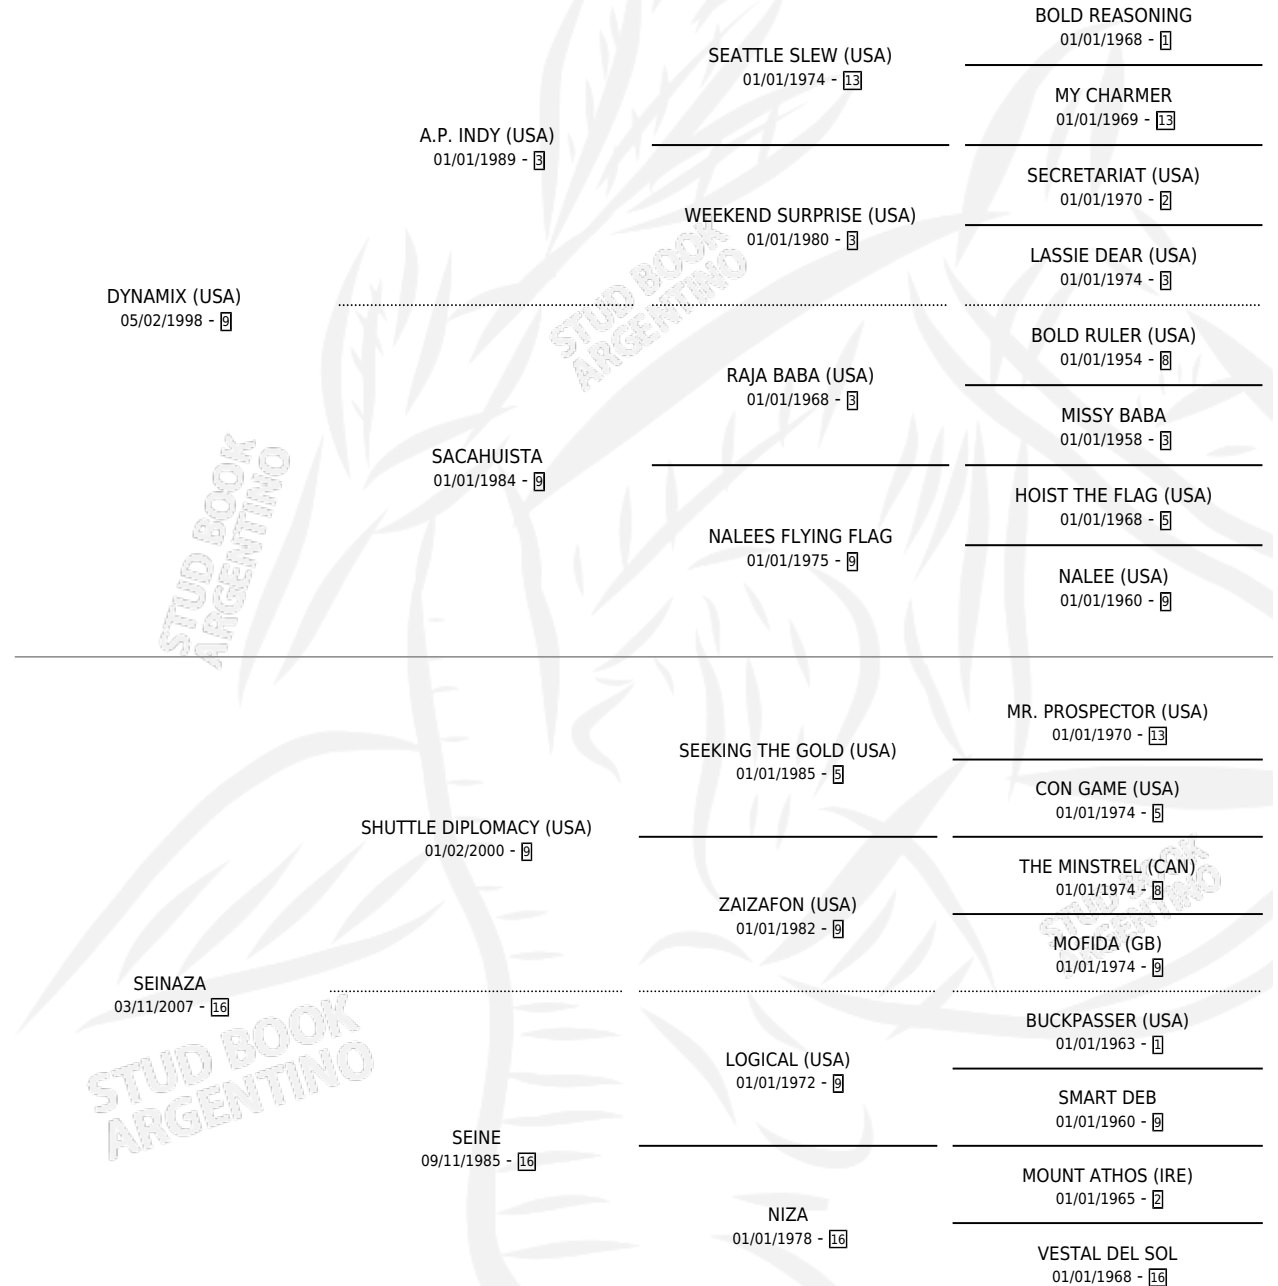 BOLD REASONING
01/01/1968 - 1
SEATTLE SLEW (USA)
01/01/1974 - 13
MY CHARMER
01/01/1969 - 13
A.P. INDY (USA)
01/01/1989 - 3
SECRETARIAT (USA)
01/01/1970 - 2
WEEKEND SURPRISE (USA)
01/01/1980 - 3
LASSIE DEAR (USA)
01/01/1974 - 3
DYNAMIX (USA)
05/02/1998 - 9
BOLD RULER (USA)
01/01/1954 - 8
RAJA BABA (USA)
01/01/1968 - 3
MISSY BABA
01/01/1958 - 3
SACAHUISTA
01/01/1984 - 9
HOIST THE FLAG (USA)
01/01/1968 - 5
NALEES FLYING FLAG
01/01/1975 - 9
NALEE (USA)
01/01/1960 - 9
MR. PROSPECTOR (USA)
01/01/1970 - 13
SEEKING THE GOLD (USA)
01/01/1985 - 5
CON GAME (USA)
01/01/1974 - 5
SHUTTLE DIPLOMACY (USA)
01/02/2000 - 9
THE MINSTREL (CAN)
01/01/1974 - 8
ZAIZAFON (USA)
01/01/1982 - 9
MOFIDA (GB)
01/01/1974 - 9
SEINAZA
03/11/2007 - 16
BUCKPASSER (USA)
01/01/1963 - 1
LOGICAL (USA)
01/01/1972 - 9
SMART DEB
01/01/1960 - 9
SEINE
09/11/1985 - 16
MOUNT ATHOS (IRE)
01/01/1965 - 2
NIZA
01/01/1978 - 16
VESTAL DEL SOL
01/01/1968 - 16
STUD BOOK
ARGENTINO
STUD BOOK
ARGENTINO
STUD BOOK
ARGENTINO
STUD BOOK
ARGENTINO